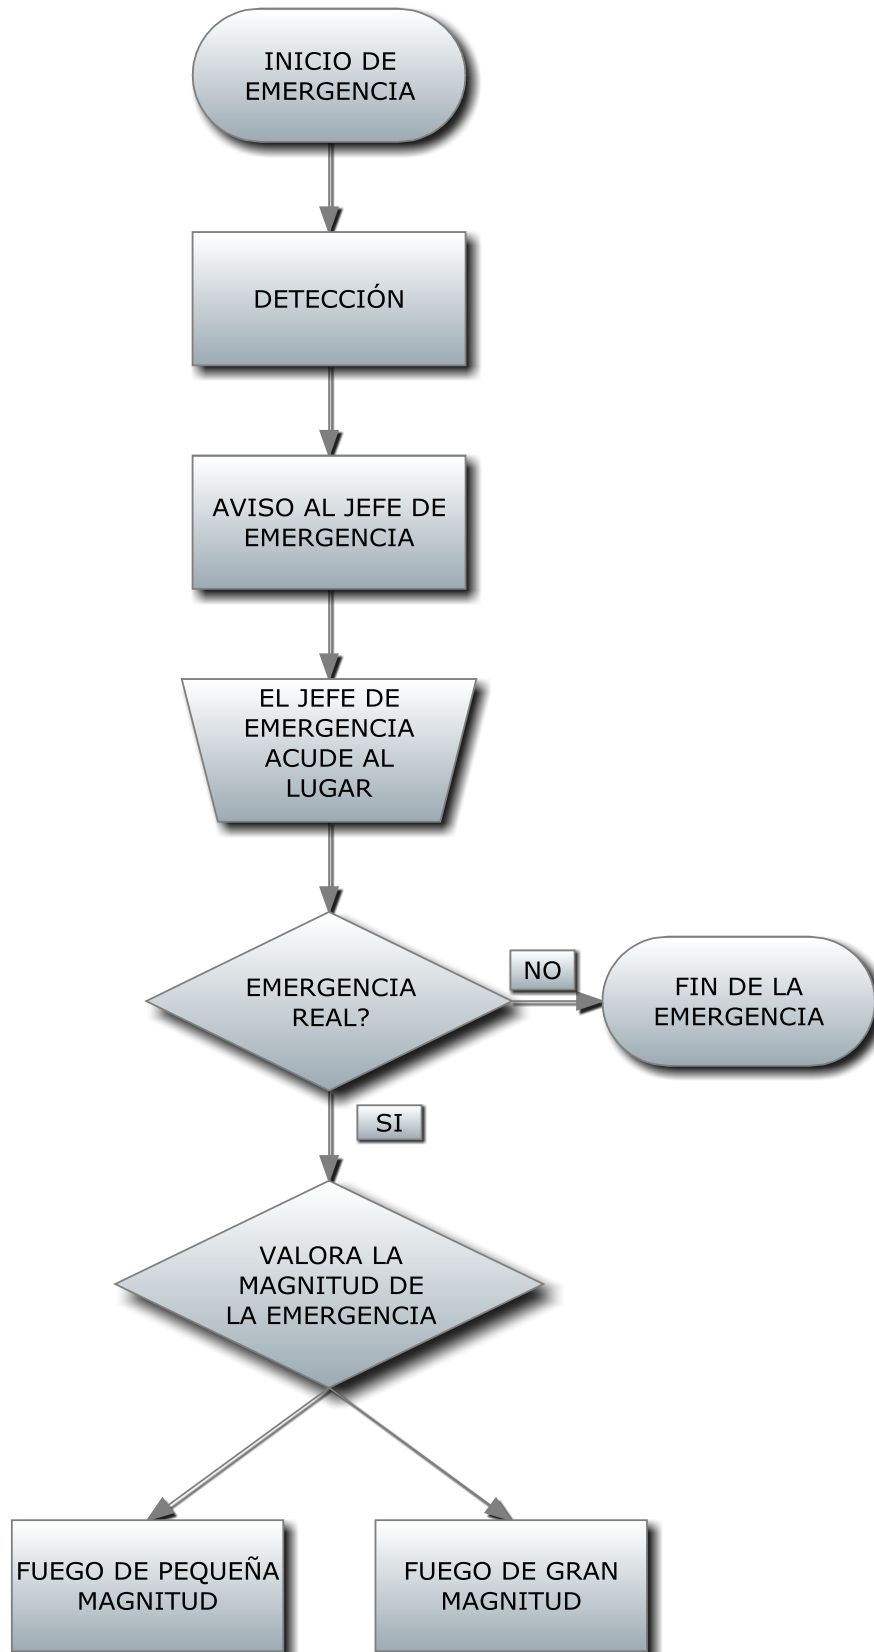 INICIO DE
EMERGENCIA
DETECCIÓN
AVISO AL JEFE DE
EMERGENCIA
EL JEFE DE
EMERGENCIA
ACUDE AL
LUGAR
EMERGENCIA
REAL?
NO
FIN DE LA
EMERGENCIA
SI
VALORA LA
MAGNITUD DE
LA EMERGENCIA
FUEGO DE PEQUEÑA
MAGNITUD
FUEGO DE GRAN
MAGNITUD